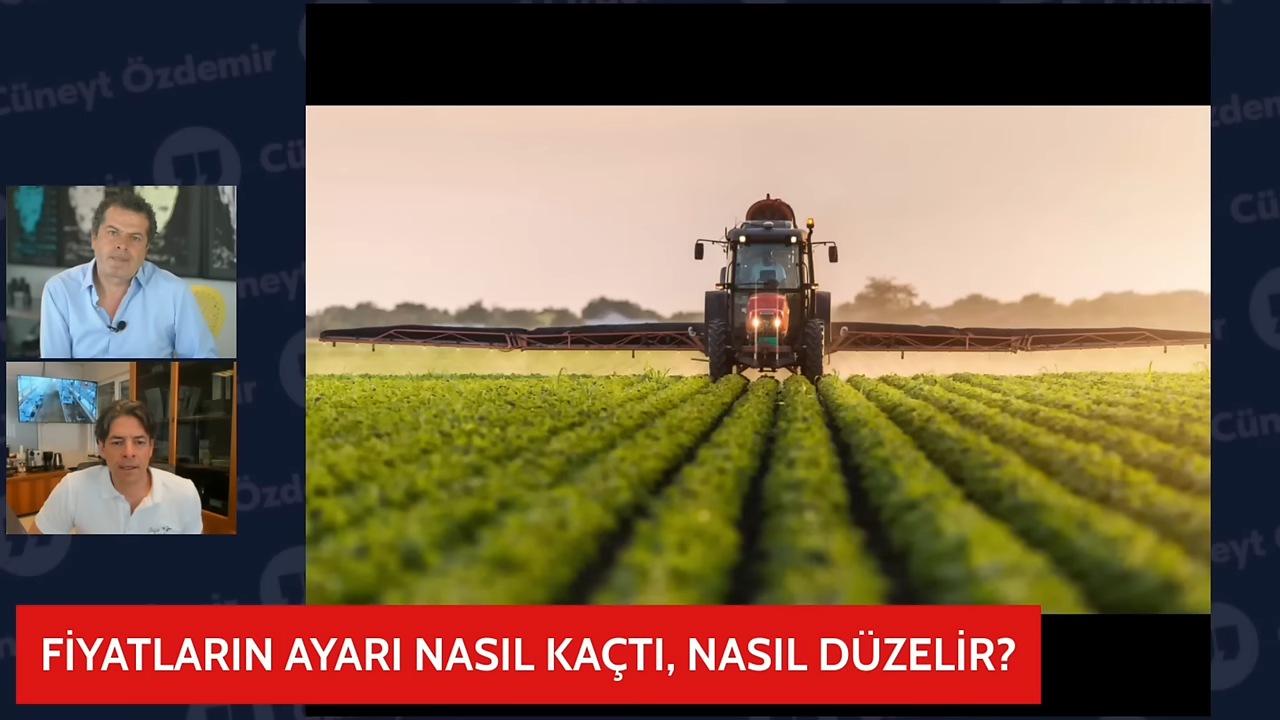 Cüneyt Özdemir
FİYATLARIN AYARI NASIL KAÇTI, NASIL DÜZELİR?